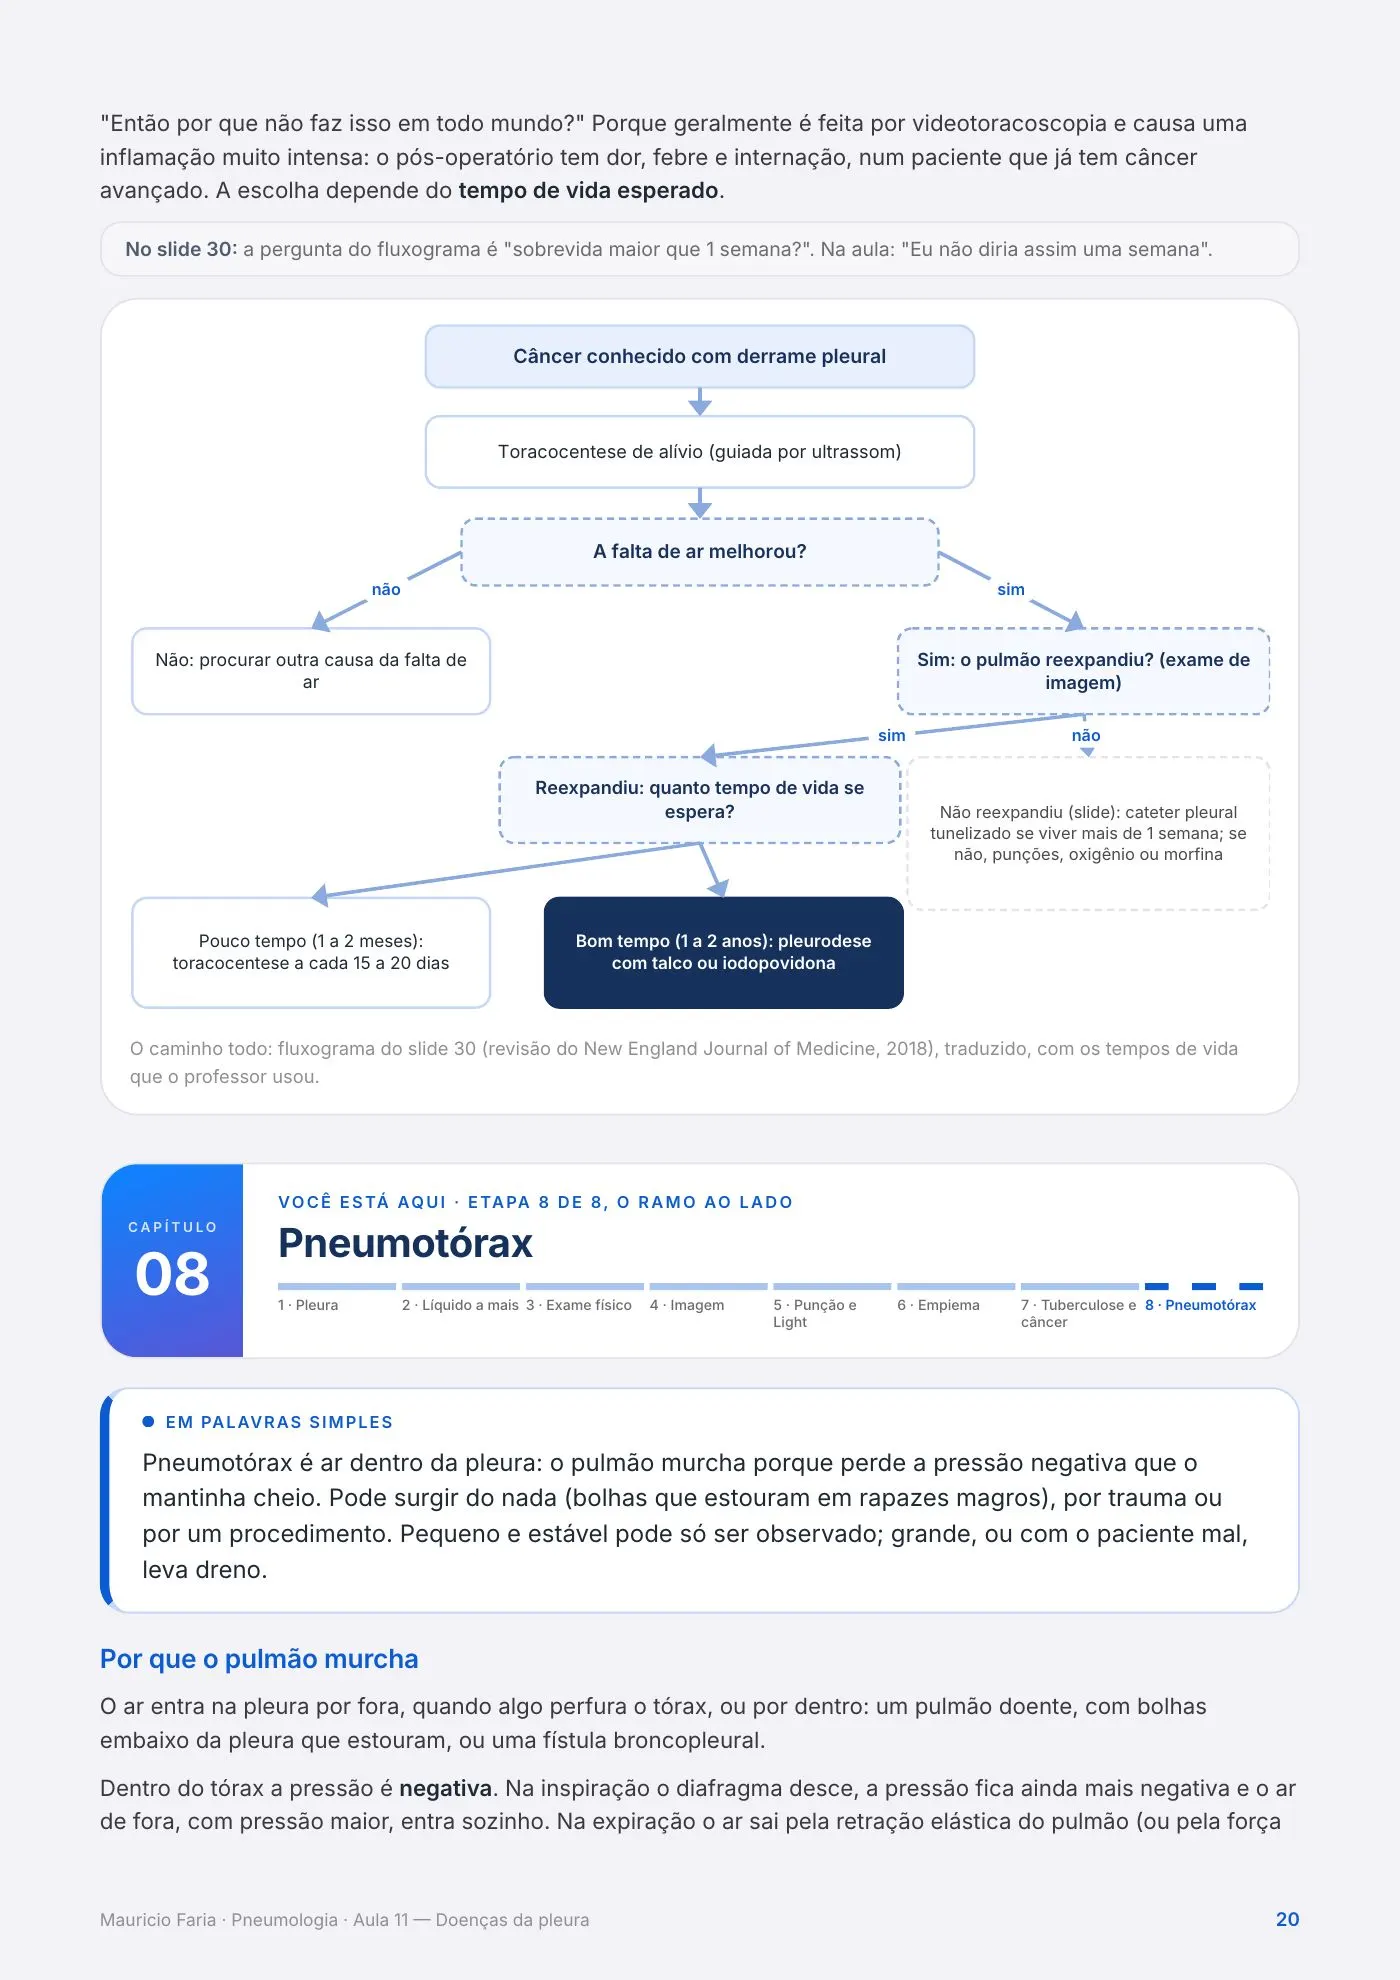 "Então por que não faz isso em todo mundo?" Porque geralmente é feita por videotoracoscopia e causa uma
inflamação muito intensa: o pós-operatório tem dor, febre e internação, num paciente que já tem câncer
avançado. A escolha depende do tempo de vida esperado.
No slide 30: a pergunta do fluxograma é "sobrevida maior que 1 semana?". Na aula: "Eu não diria assim uma semana".
Câncer conhecido com derrame pleural
Toracocentese de alívio (guiada por ultrassom)
A falta de ar melhorou?
não
sim
Não: procurar outra causa da falta de
ar
Sim: o pulmão reexpandiu? (exame de
imagem)
sim
não
Reexpandiu: quanto tempo de vida se
espera?
Não reexpandiu (slide): cateter pleural
tunelizado se viver mais de 1 semana; se
não, punções, oxigênio ou morfina
Pouco tempo (1 a 2 meses):
toracocentese a cada 15 a 20 dias
Bom tempo (1 a 2 anos): pleurodese
com talco ou iodopovidona
O caminho todo: fluxograma do slide 30 (revisão do New England Journal of Medicine, 2018), traduzido, com os tempos de vida
que o professor usou.
CAPÍTULO
08
VOCÊ ESTÁ AQUI · ETAPA 8 DE 8, O RAMO AO LADO
Pneumotórax
1 · Pleura
2 · Líquido a mais
3 · Exame físico
4 · Imagem
5 · Punção e
Light
6 · Empiema
7 · Tuberculose e
câncer
8 · Pneumotórax
EM PALAVRAS SIMPLES
Pneumotórax é ar dentro da pleura: o pulmão murcha porque perde a pressão negativa que o
mantinha cheio. Pode surgir do nada (bolhas que estouram em rapazes magros), por trauma ou
por um procedimento. Pequeno e estável pode só ser observado; grande, ou com o paciente mal,
leva dreno.
Por que o pulmão murcha
O ar entra na pleura por fora, quando algo perfura o tórax, ou por dentro: um pulmão doente, com bolhas
embaixo da pleura que estouram, ou uma fístula broncopleural.
Dentro do tórax a pressão é negativa. Na inspiração o diafragma desce, a pressão fica ainda mais negativa e o ar
de fora, com pressão maior, entra sozinho. Na expiração o ar sai pela retração elástica do pulmão (ou pela força
Mauricio Faria · Pneumologia · Aula 11 — Doenças da pleura
20